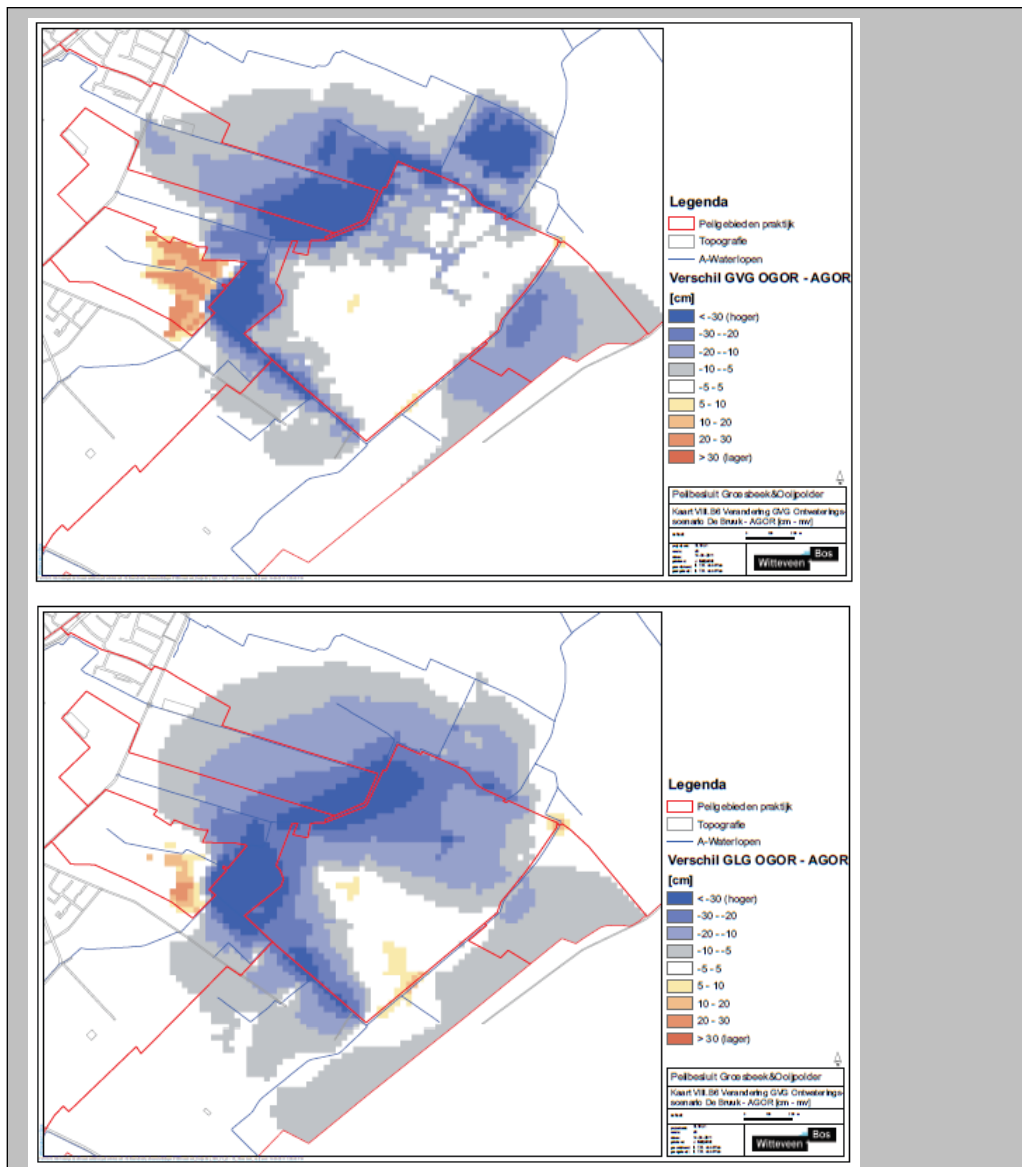 Legenda
Peilgebieden praktijk
Topografie
A-Waterlopen
Verschil GVG OGOR - AGOR
[cm]
< -30 (hoger)
-30 - -20
-20 - -10
-10 - -5
-5 - 5
5 - 10
10 - 20
20 - 30
> 30 (lager)
Peilbesluit Groesbeek&Ooijpolder
Kaart VIII.B6 Verandering GVG Ontwaterings-
scenario De Bruuk - AGOR [cm - mv]
Witteveen
Bos
Legenda
Peilgebieden praktijk
Topografie
A-Waterlopen
Verschil GLG OGOR - AGOR
[cm]
< -30 (hoger)
-30 - -20
-20 - -10
-10 - -5
-5 - 5
5 - 10
10 - 20
20 - 30
> 30 (lager)
Peilbesluit Groesbeek&Ooijpolder
Kaart VIII.B6 Verandering GVG Ontwaterings-
scenario De Bruuk - AGOR [cm - mv]
Witteveen
Bos